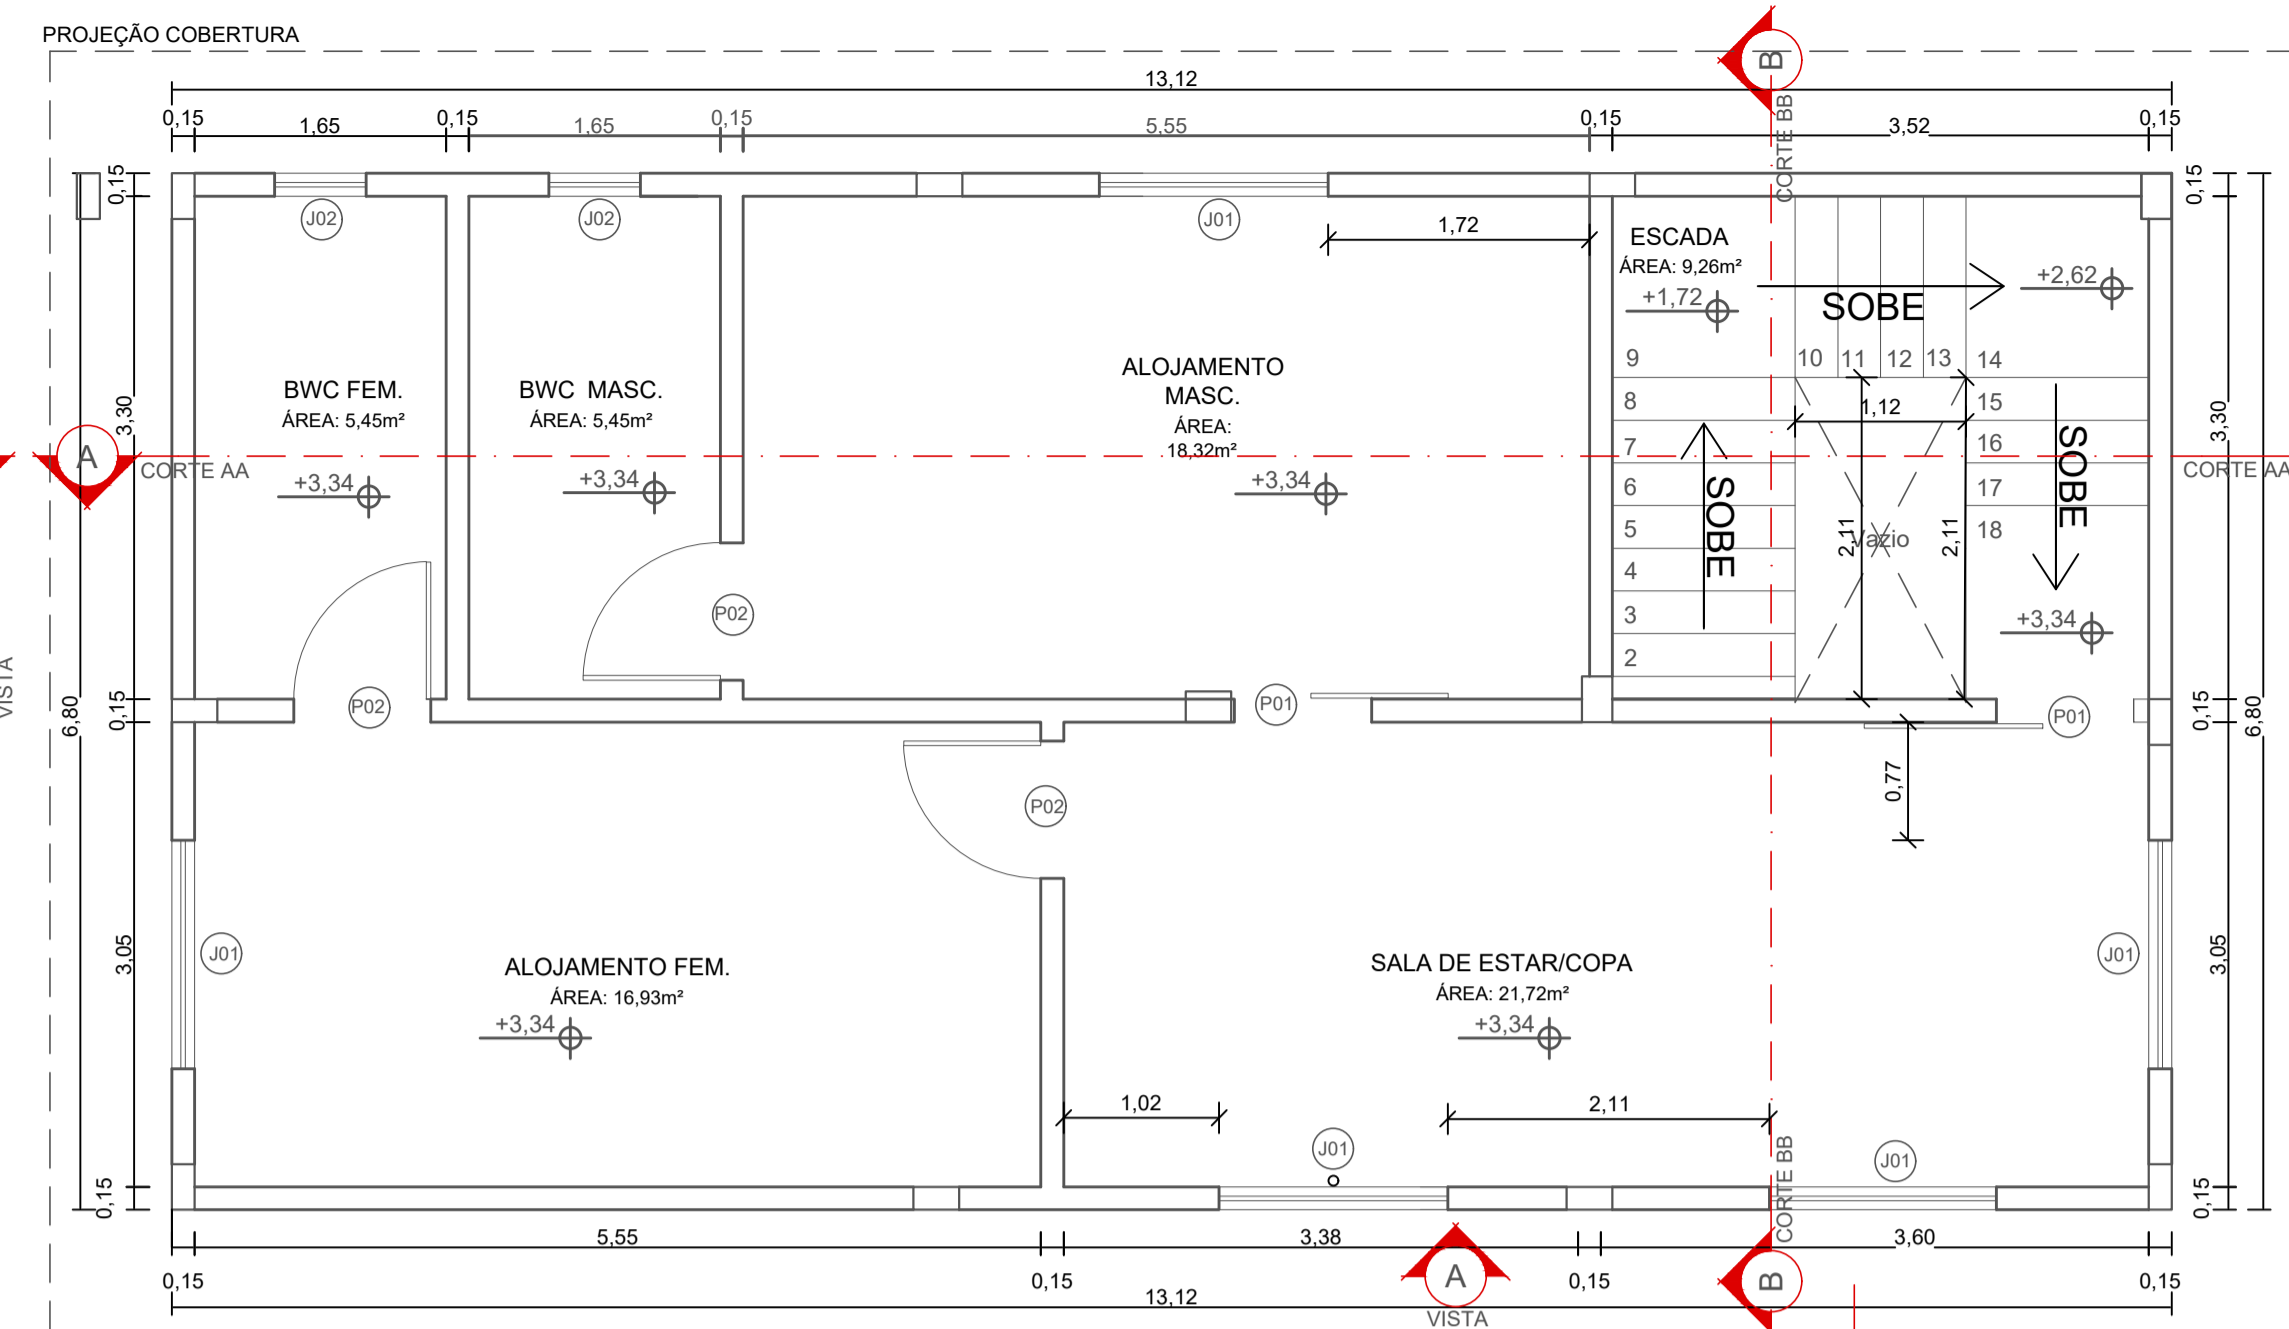 PROJEÇÃO COBERTURA
B
CORTE BB
13,12
0,15
1,65
0,15
1,65
0,15
5,55
0,15
3,52
0,15
0,15
0,15
J02
J02
J01
1,72
ESCADA
ÁREA: 9,26m²
+1,72
SOBE
+2,62
9
10
11
12
13
14
8
15
7
16
6
17
5
18
4
3
2
1,12
2,11
2,11
Vazio
SOBE
SOBE
+3,34
BWC FEM.
ÁREA: 5,45m²
+3,34
BWC MASC.
ÁREA: 5,45m²
+3,34
ALOJAMENTO
MASC.
ÁREA:
18,32m²
+3,34
3,30
3,30
A
CORTE AA
CORTE AA
VISTA
P02
P02
P01
P01
P02
0,15
0,15
6,80
6,80
0,77
J01
J01
3,05
3,05
ALOJAMENTO FEM.
ÁREA: 16,93m²
+3,34
SALA DE ESTAR/COPA
ÁREA: 21,72m²
+3,34
1,02
2,11
J01
J01
CORTE BB
0,15
0,15
5,55
3,38
3,60
0,15
0,15
0,15
0,15
A
VISTA
B
13,12